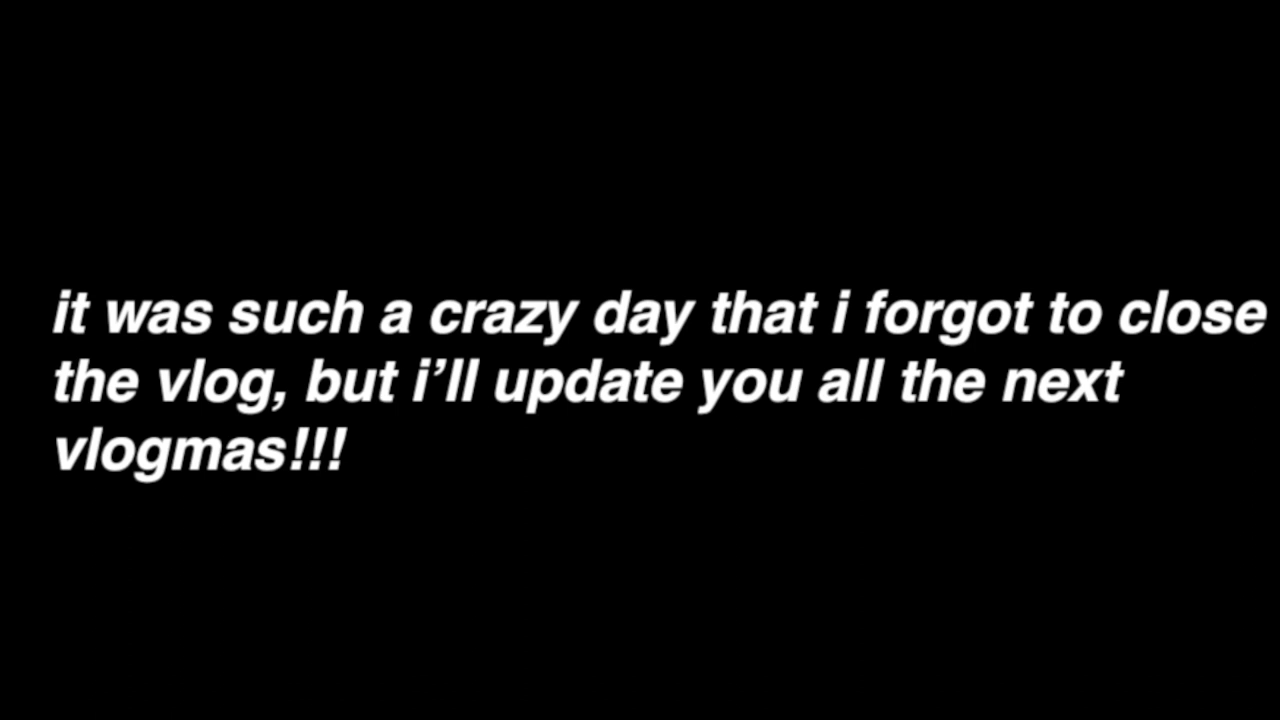 it was such a crazy day that i forgot to close
the vlog, but i’ll update you all the next
vlogmas!!!